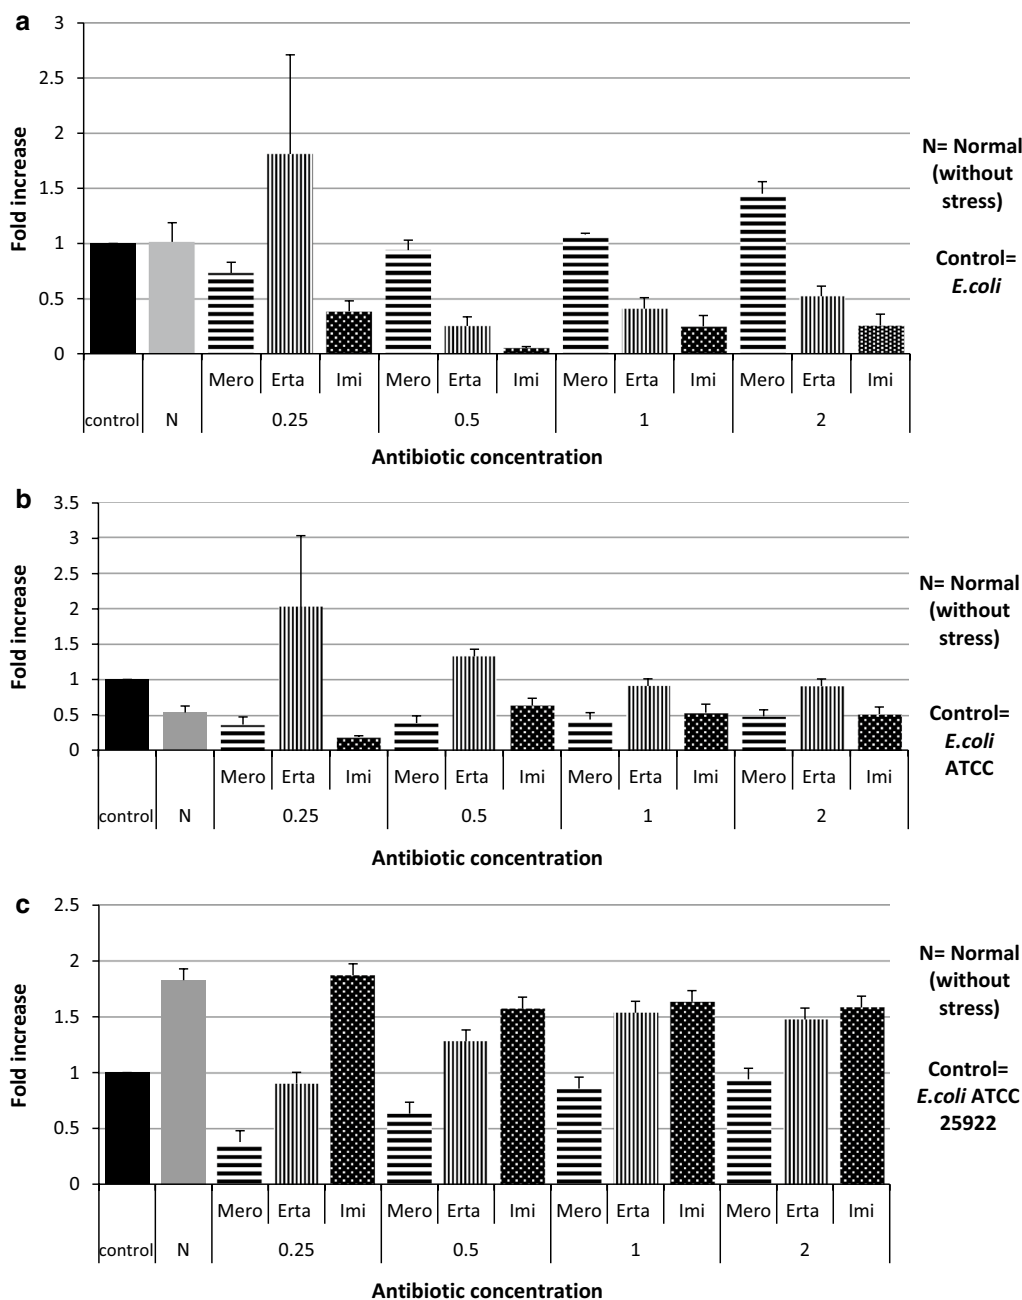 a
3
2.5
2
1.5
1
0.5
0
Fold increase
Mero Erta Imi Mero Erta Imi Mero Erta Imi Mero Erta Imi
control N 0.25 0.5 1 2
Antibiotic concentration
N= Normal
(without
stress)
Control=
E.coli
b
3.5
3
2.5
2
1.5
1
0.5
0
Fold increase
Mero Erta Imi Mero Erta Imi Mero Erta Imi Mero Erta Imi
control N 0.25 0.5 1 2
Antibiotic concentration
N= Normal
(without
stress)
Control=
E.coli
ATCC
c
2.5
2
1.5
1
0.5
0
Fold increase
Mero Erta Imi Mero Erta Imi Mero Erta Imi Mero Erta Imi
control N 0.25 0.5 1 2
Antibiotic concentration
N= Normal
(without
stress)
Control=
E.coli ATCC
25922